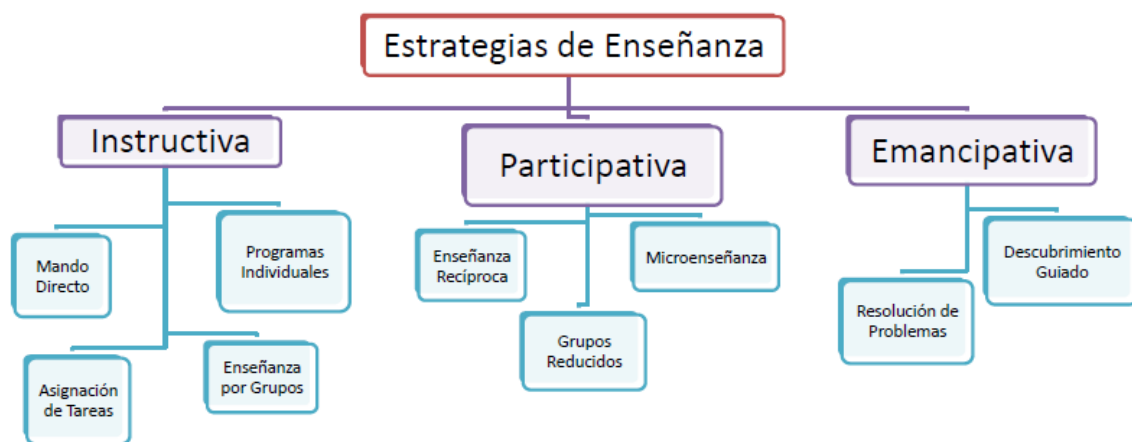 Estrategias de Enseñanza
Instructiva
Participativa
Emancipativa
Mando
Directo
Programas
Individuales
Asignación
de Tareas
Enseñanza
por Grupos
Enseñanza
Recíproca
Microenseñanza
Grupos
Reducidos
Descubrimiento
Guiado
Resolución de
Problemas